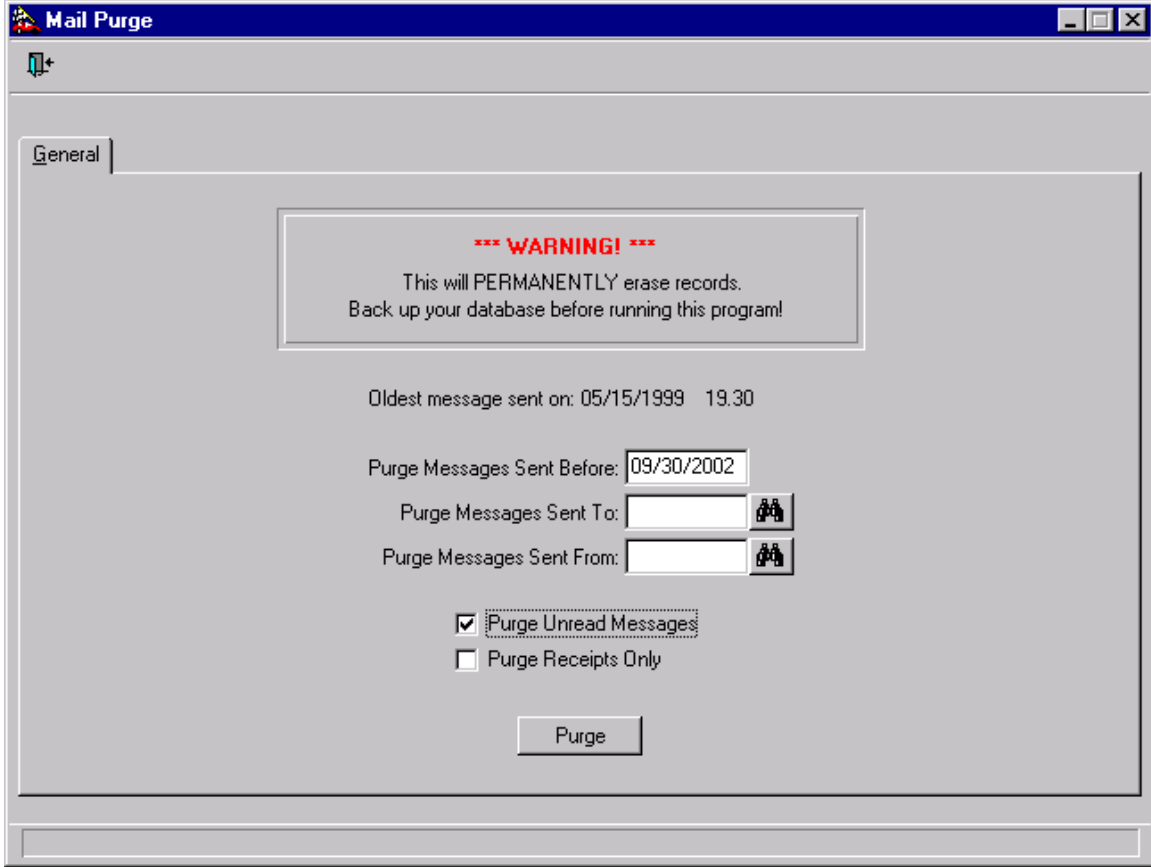 Mail Purge
General
*** WARNING! ***
This will PERMANENTLY erase records.
Back up your database before running this program!
Oldest message sent on: 05/15/1999 19.30
Purge Messages Sent Before: 09/30/2002
Purge Messages Sent To:
Purge Messages Sent From:
Purge Unread Messages
Purge Receipts Only
Purge